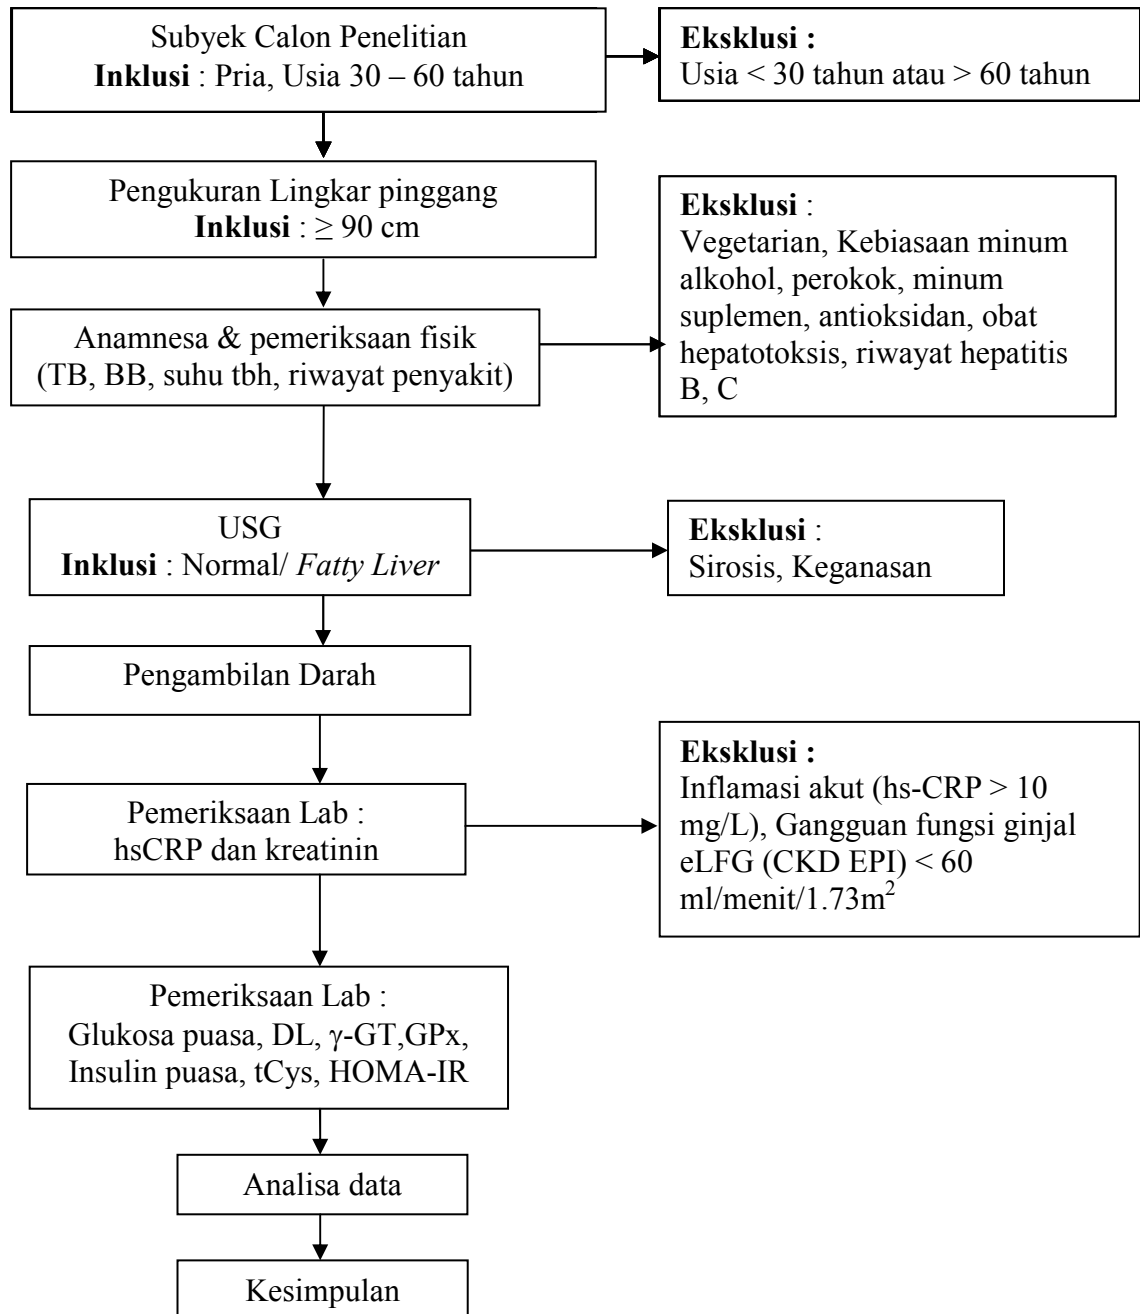 Subyek Calon Penelitian
Inklusi : Pria, Usia 30 – 60 tahun
Eksklusi :
Usia < 30 tahun atau > 60 tahun
Pengukuran Lingkar pinggang
Inklusi : ≥ 90 cm
Eksklusi :
Vegetarian, Kebiasaan minum
alkohol, perokok, minum
suplemen, antioksidan, obat
hepatotoksis, riwayat hepatitis
B, C
Anamnesa & pemeriksaan fisik
(TB, BB, suhu tbh, riwayat penyakit)
USG
Inklusi : Normal/ Fatty Liver
Eksklusi :
Sirosis, Keganasan
Pengambilan Darah
Pemeriksaan Lab :
hsCRP dan kreatinin
Eksklusi :
Inflamasi akut (hs-CRP > 10
mg/L), Gangguan fungsi ginjal
eLFG (CKD EPI) < 60
ml/menit/1.73m²
Pemeriksaan Lab :
Glukosa puasa, DL, γ-GT,GPx,
Insulin puasa, tCys, HOMA-IR
Analisa data
Kesimpulan